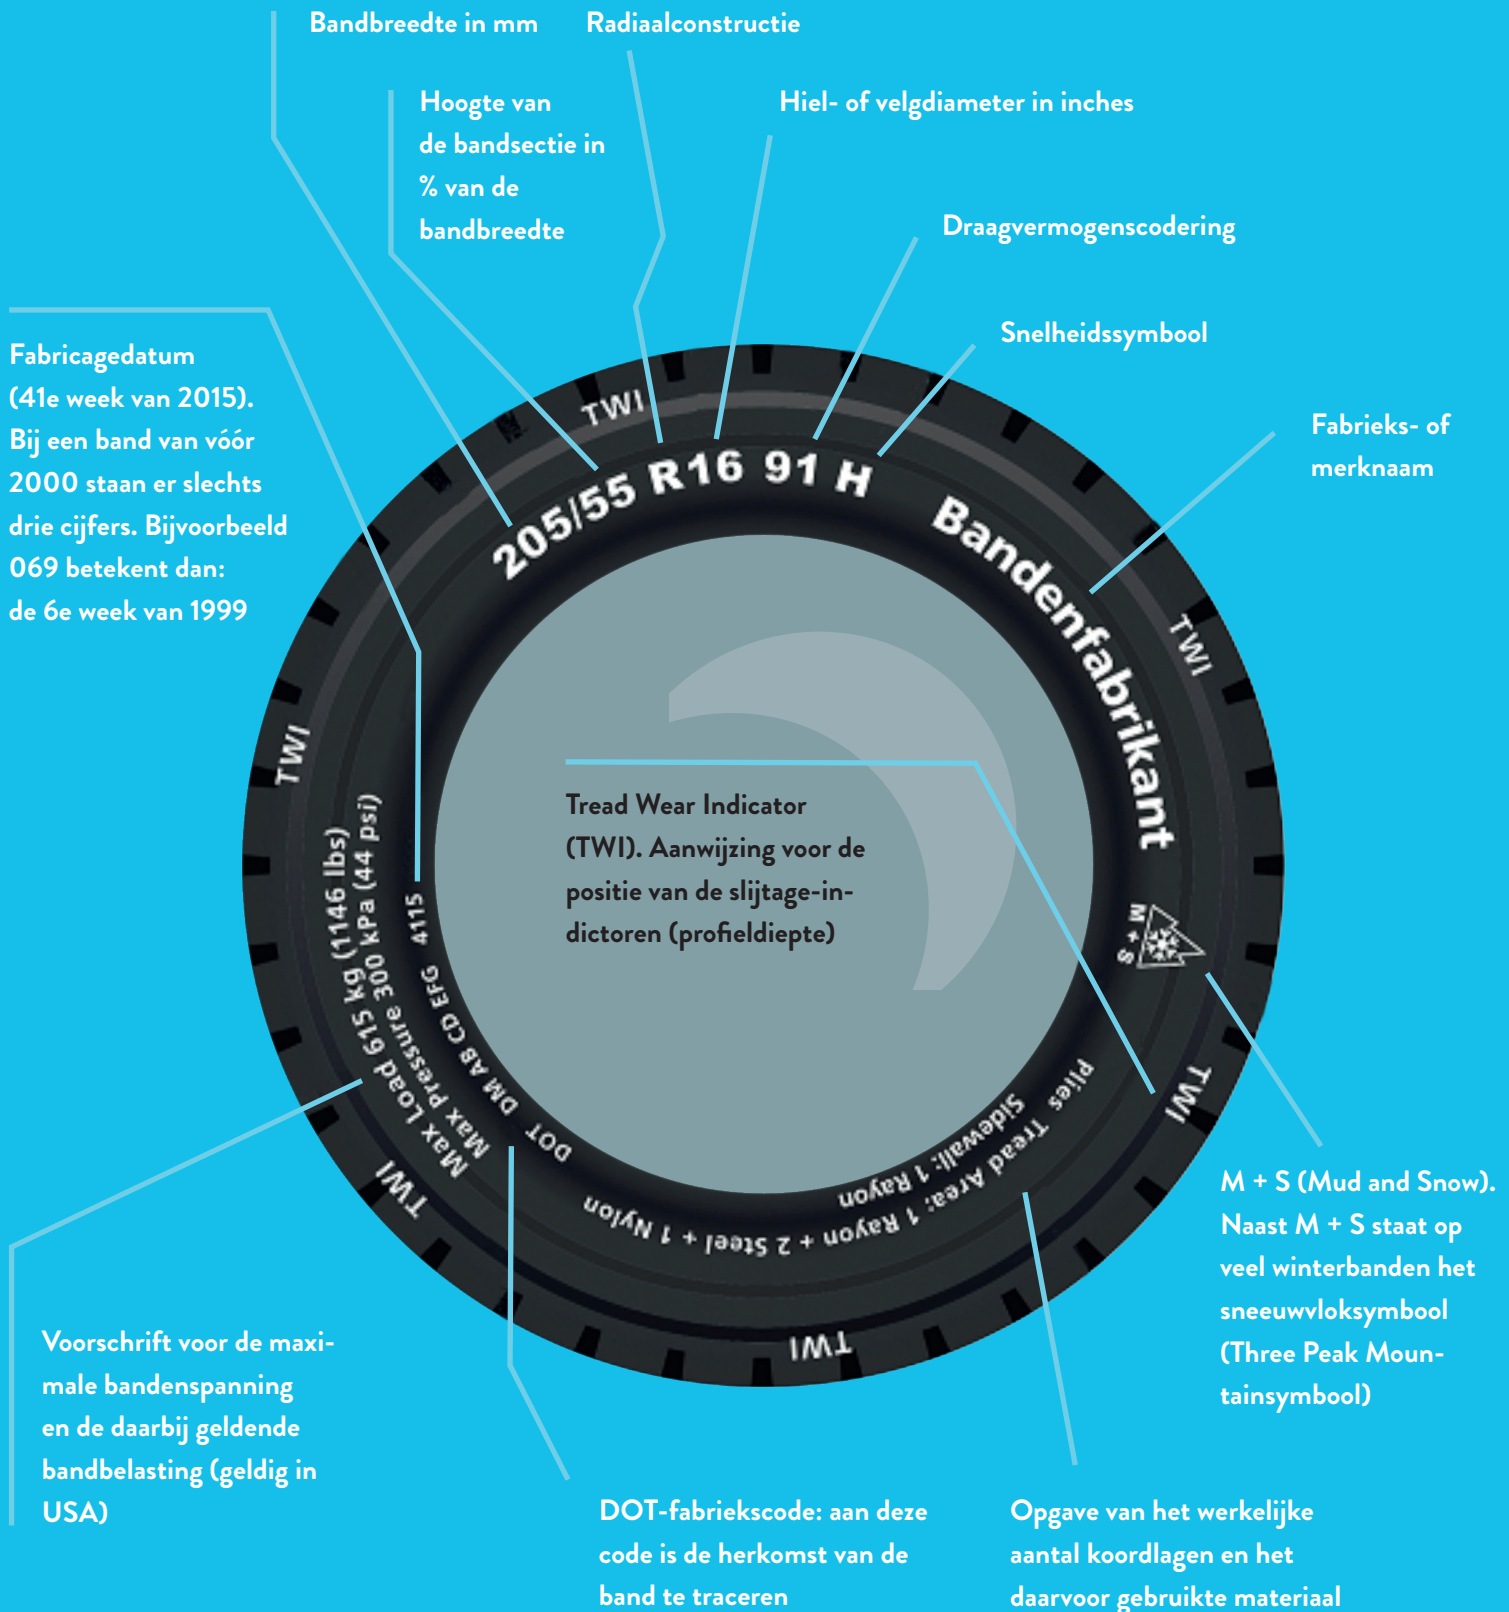 Bandbreedte in mm
Radiaalconstructie
Hoogte van
de bandsectie in
% van de
bandbreedte
Hiel- of velgdiameter in inches
Draagvermogenscodering
Snelheidssymbool
Fabricagedatum
(41e week van 2015).
Bij een band van vóór
2000 staan er slechts
drie cijfers. Bijvoorbeeld
069 betekent dan:
de 6e week van 1999
Fabrieks- of
merknaam
TWI
205/55 R16 91 H
Bandenfabrikant
TWI
TWI
Tread Wear Indicator
(TWI). Aanwijzing voor de
positie van de slijtage-in-
dictoren (profieldiepte)
M + S
Max Load 615 kg (1146 lbs)
Max Pressure 300 kPa (44 psi)
DOT DM AB CD EFG 4115
TWI
TWI
Plies Tread Area: 1 Rayon + 2 Steel + 1 Nylon
Sidewall: 1 Rayon
TWI
M + S (Mud and Snow).
Naast M + S staat op
veel winterbanden het
sneeuwvloksymbool
(Three Peak Moun-
tainsymbool)
Voorschrift voor de maxi-
male bandenspanning
en de daarbij geldende
bandbelasting (geldig in
USA)
DOT-fabriekscode: aan deze
code is de herkomst van de
band te traceren
Opgave van het werkelijke
aantal koordlagen en het
daarvoor gebruikte materiaal